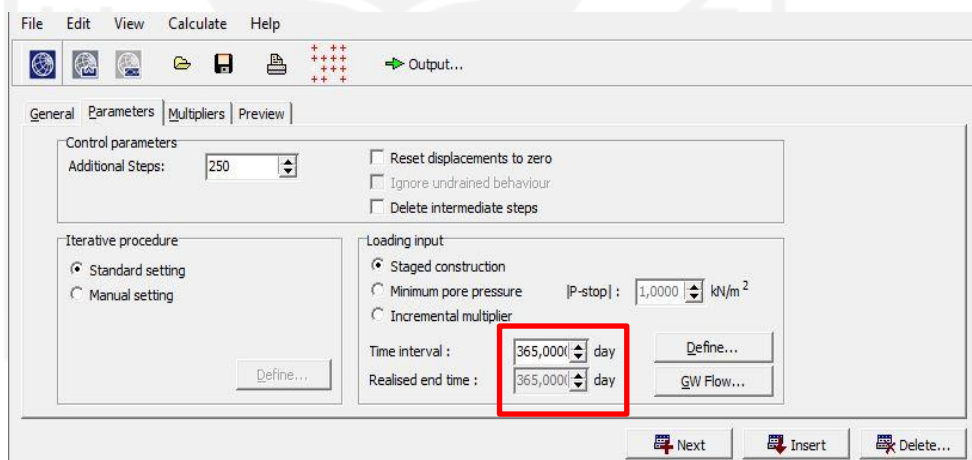 File Edit View Calculate Help
Output...
General Parameters Multipliers Preview
Control parameters
Additional Steps: 250
Reset displacements to zero
Ignore undrained behaviour
Delete intermediate steps
Iterative procedure
Standard setting
Manual setting
Define...
Loading input
Staged construction
Minimum pore pressure |P-stop| : 1,0000 kN/m 2
Incremental multiplier
Time interval : 365,0000 day Define...
Realised end time : 365,0000 day GW Flow...
Next Insert Delete...